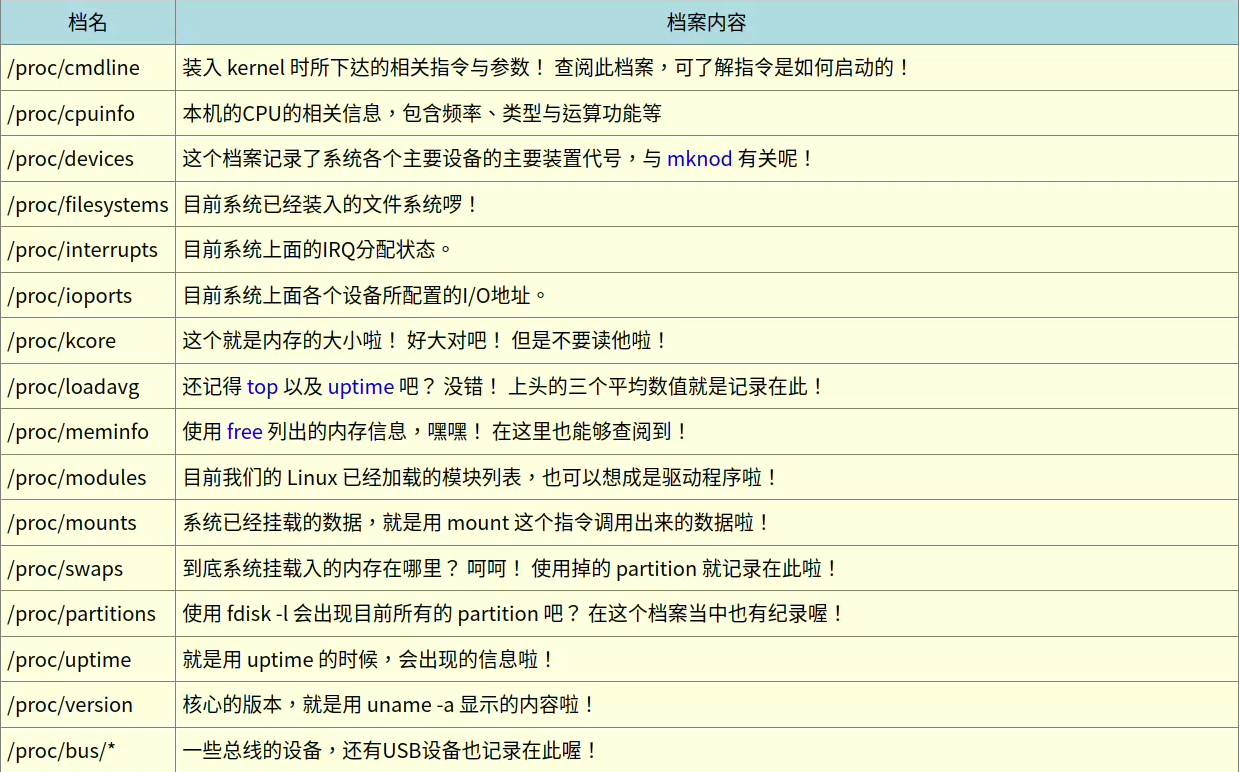 档名 档案内容
/proc/cmdline 装入 kernel 时所下达的相关指令与参数！ 查阅此档案，可了解指令是如何启动的！
/proc/cpuinfo 本机的CPU的相关信息，包含频率、类型与运算功能等
/proc/devices 这个档案记录了系统各个主要设备的主要装置代号，与 mknod 有关呢！
/proc/filesystems 目前系统已经装入的文件系统啰！
/proc/interrupts 目前系统上面的IRQ分配状态。
/proc/ioports 目前系统上面各个设备所配置的I/O地址。
/proc/kcore 这个就是内存的大小啦！ 好大对吧！ 但是不要读他啦！
/proc/loadavg 还记得 top 以及 uptime 吧？ 没错！ 上头的三个平均数值就是记录在此！
/proc/meminfo 使用 free 列出的内存信息，嘿嘿！ 在这里也能够查阅到！
/proc/modules 目前我们的 Linux 已经加载的模块列表，也可以想成是驱动程序啦！
/proc/mounts 系统已经挂载的数据，就是用 mount 这个指令调用出来的数据啦！
/proc/swaps 到底系统挂载入的内存在哪里？ 呵呵！ 使用掉的 partition 就记录在此啦！
/proc/partitions 使用 fdisk -l 会出现目前所有的 partition 吧？ 在这个档案当中也有纪录喔！
/proc/uptime 就是用 uptime 的时候，会出现的信息啦！
/proc/version 核心的版本，就是用 uname -a 显示的内容啦！
/proc/bus/* 一些总线的设备，还有USB设备也记录在此喔！